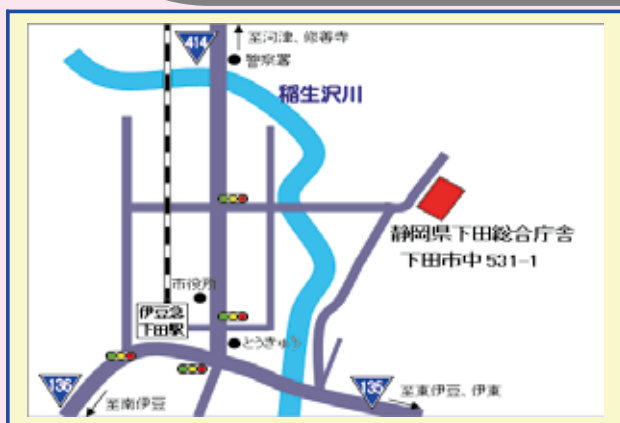 414
至河津、修善寺
警察署
稲生沢川
静岡県下田総合庁舎
下田市中 531-1
市役所
伊豆急
下田駅
とうきゅう
136
至南伊豆
135
至東伊豆、伊東